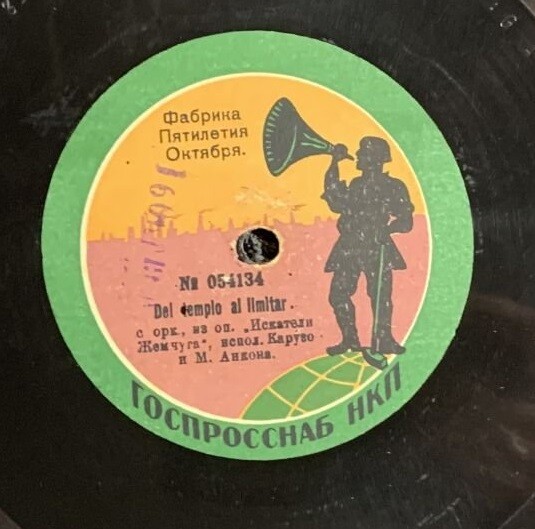 Фабрика
Пятилетия
Октября.
№ 054134
Del tempio al limitar.
с орк., из оп. „Искатели
Жемчуга", испол. Карузо
и М. Анкона.
ГОСПРОССНАБ НКП